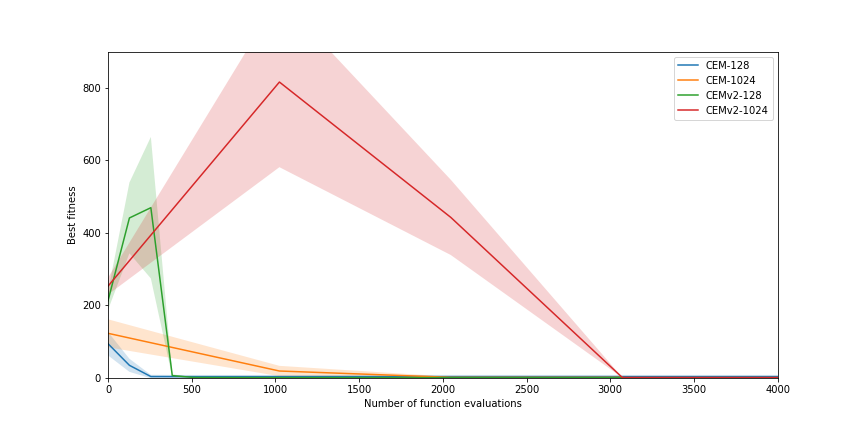 CEM-128
CEM-1024
CEMv2-128
CEMv2-1024
800
600
400
200
0
Best fitness
0 500 1000 1500 2000 2500 3000 3500 4000
Number of function evaluations